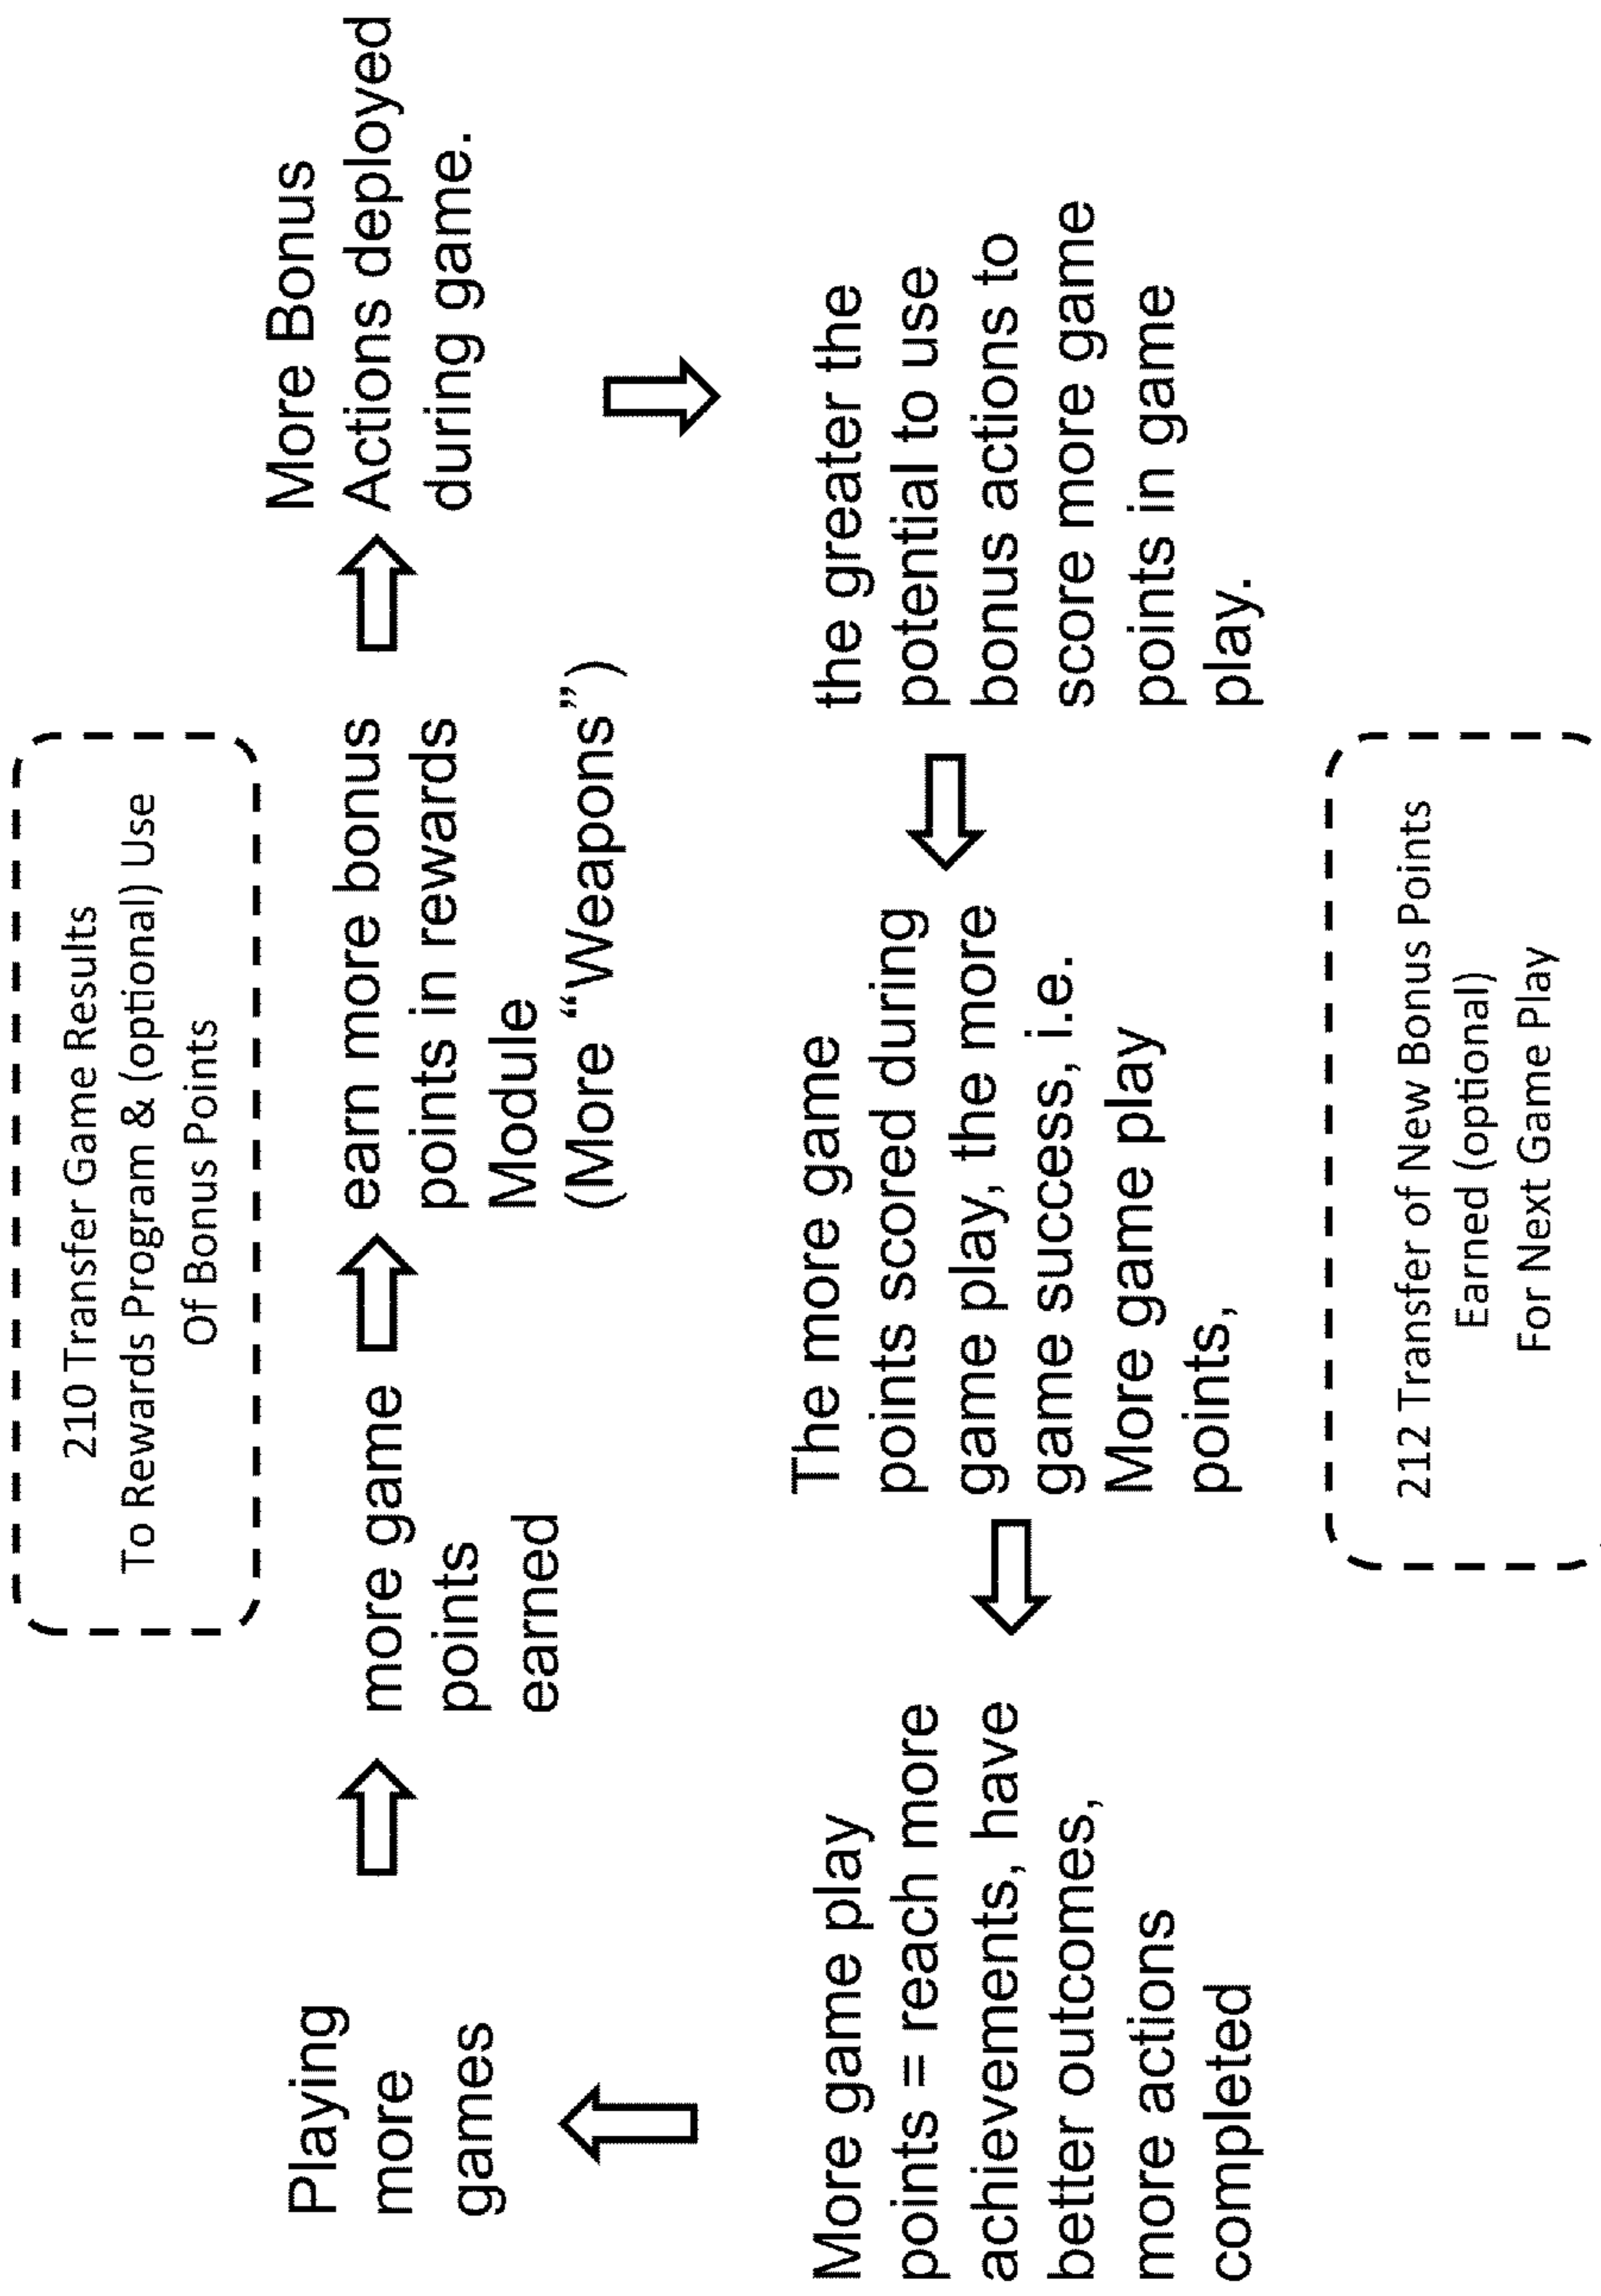 210 Transfer Game Results
To Rewards Program & (optional) Use
Of Bonus Points
Playing
more
games
more game
points
earned
earn more bonus
points in rewards
Module
(More “Weapons”)
More Bonus
Actions deployed
during game.
the greater the
potential to use
bonus actions to
score more game
points in game
play.
The more game
points scored during
game play, the more
game success, i.e.
More game play
points,
More game play
points = reach more
achievements, have
better outcomes,
more actions
completed
212 Transfer of New Bonus Points
Earned (optional)
For Next Game Play